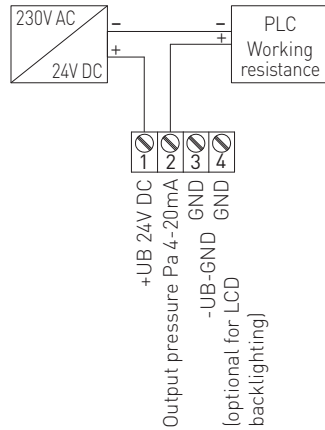 230V AC
24V DC
−
+
−
+
PLC
Working
resistance
1 2 3 4
+UB 24V DC
Output pressure Pa 4-20mA
GND
-UB-GND
GND
(optional for LCD
backlighting)